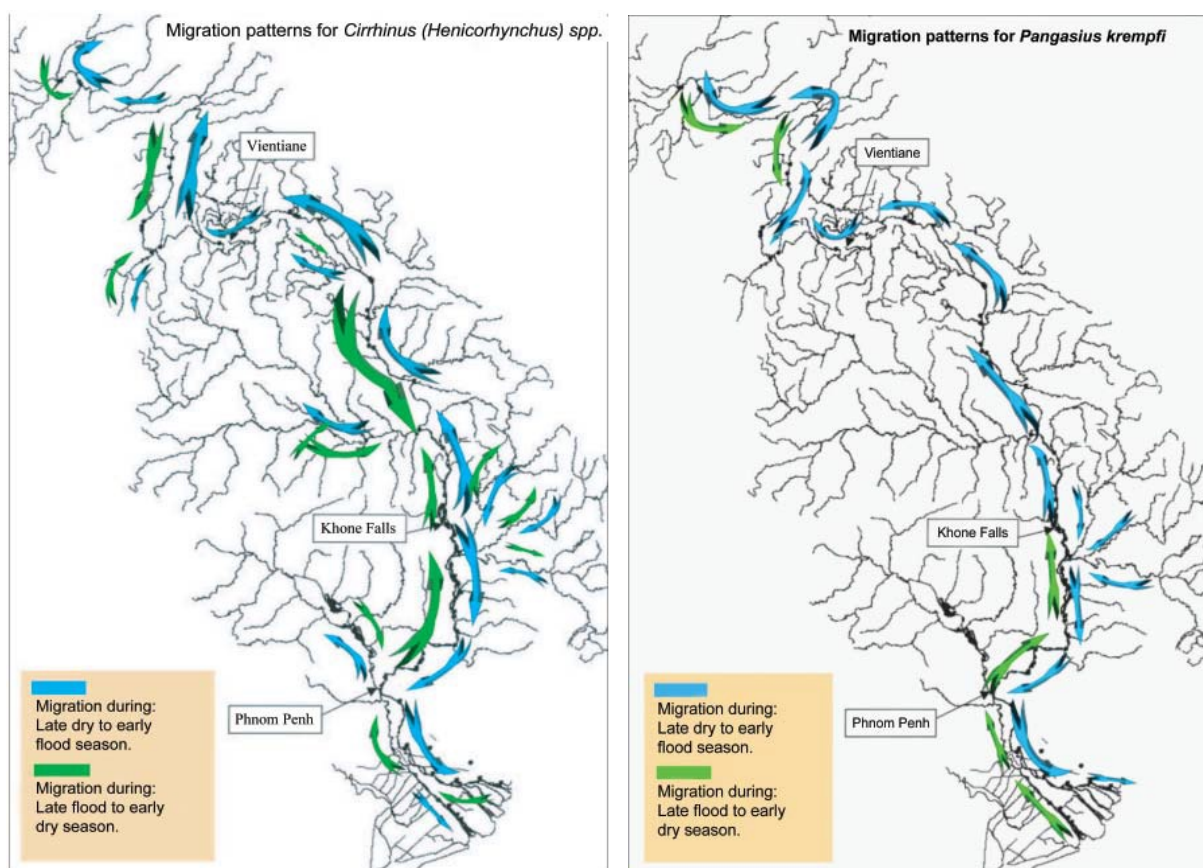 Migration patterns for Cirrhinus (Henicorhynchus) spp.
Vientiane
Khone Falls
Phnom Penh
Migration during:
Late dry to early
flood season.
Migration during:
Late flood to early
dry season.
Migration patterns for Pangasius krempfi
Vientiane
Khone Falls
Phnom Penh
Migration during:
Late dry to early
flood season.
Migration during:
Late flood to early
dry season.